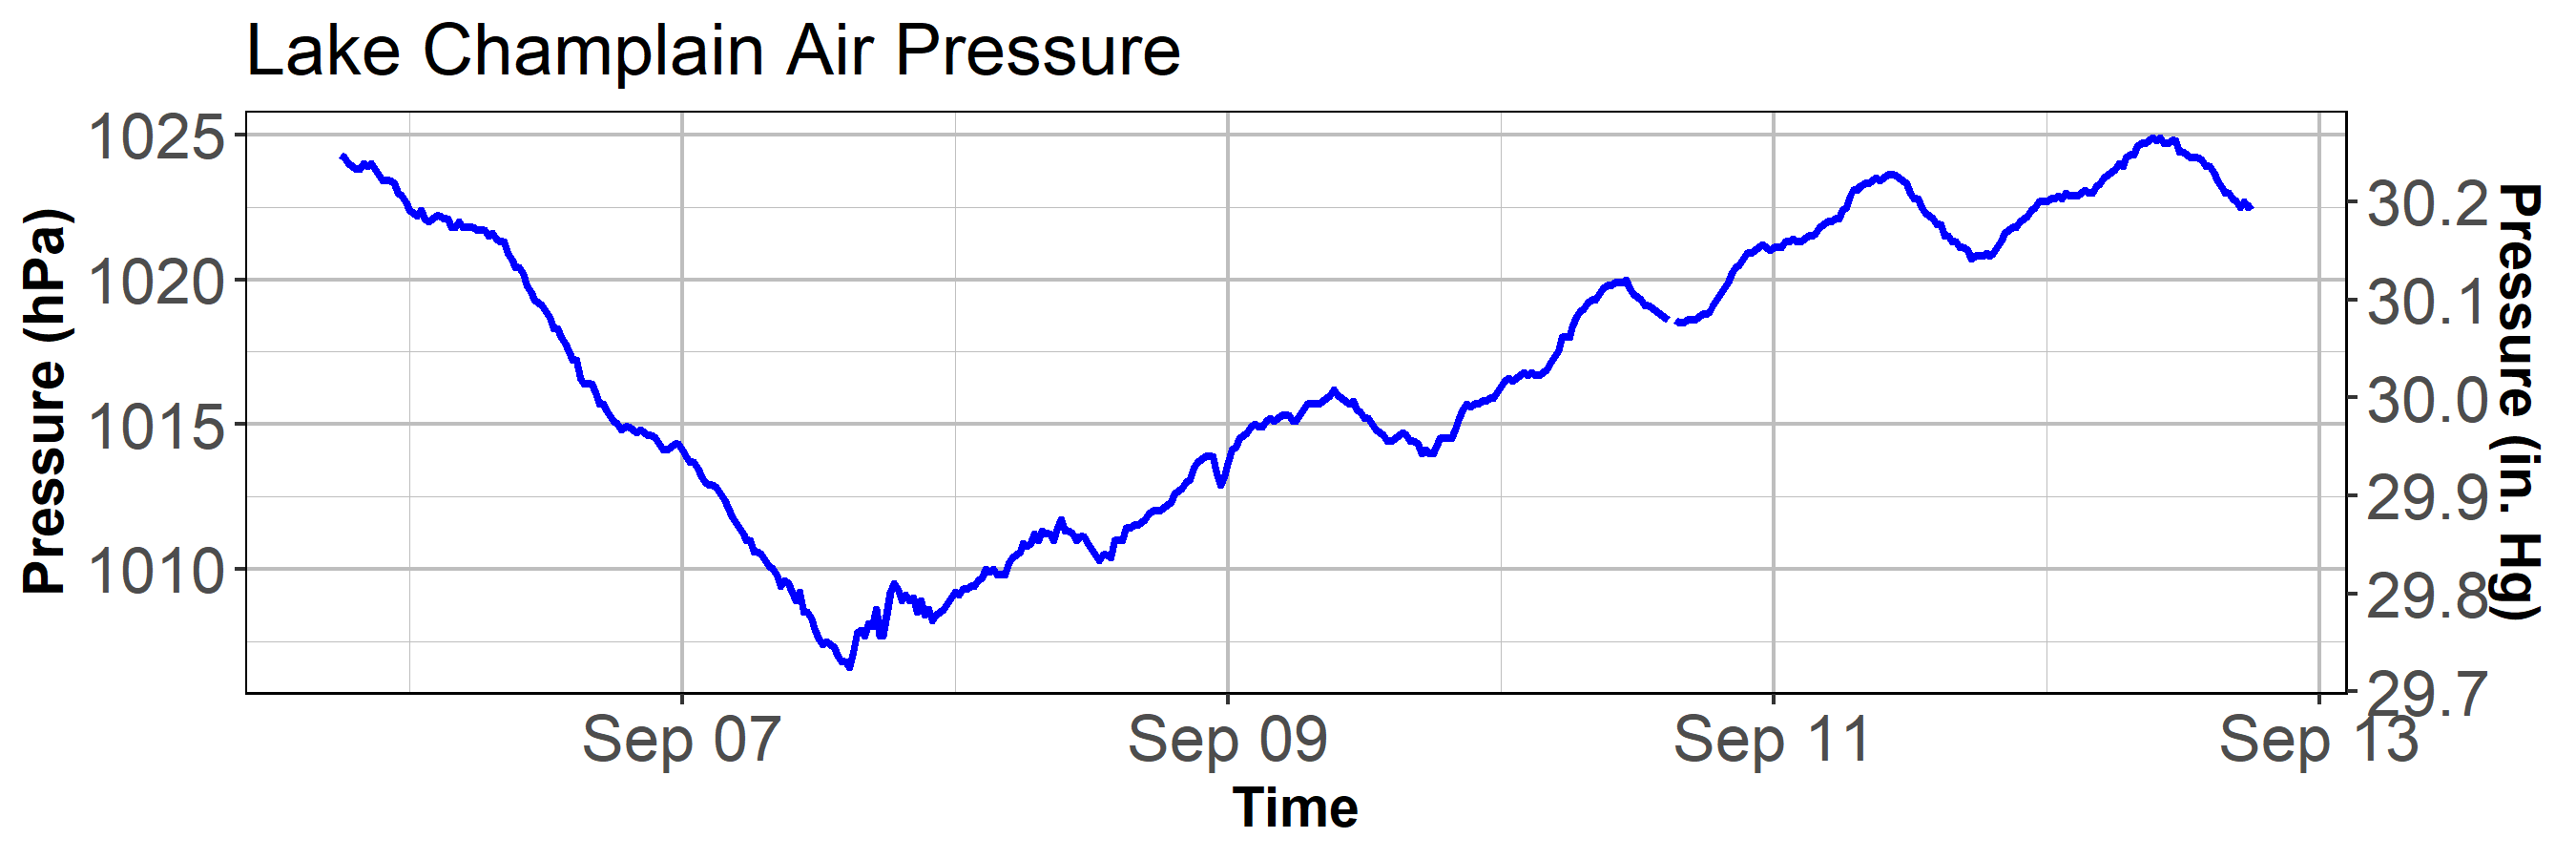 Lake Champlain Air Pressure
Pressure (hPa)
1025
1020
1015
1010
30.2
30.1
30.0
29.9
29.8
29.7
Pressure (in. Hg)
Sep 07
Sep 09
Sep 11
Sep 13
Time